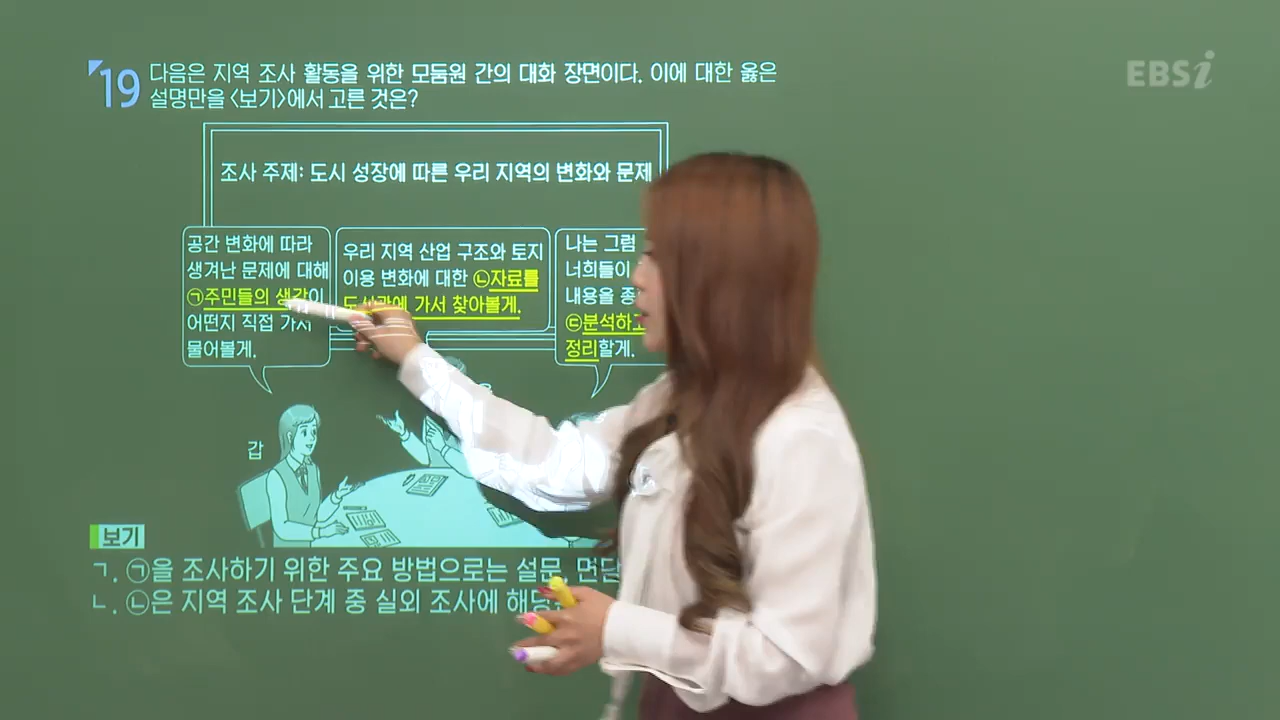 EBSi
19 다음은 지역 조사 활동을 위한 모둠원 간의 대화 장면이다. 이에 대한 옳은
설명만을 <보기>에서 고른 것은?
조사 주제: 도시 성장에 따른 우리 지역의 변화와 문제
공간 변화에 따라
생겨난 문제에 대해
㉠주민들의 생각이
어떤지 직접 가서
물어볼게.
우리 지역 산업 구조와 토지
이용 변화에 대한 ㉡자료를
가서 찾아볼게.
나는 그럼
너희들이
내용을
㉢분석하고
정리할게.
갑
보기
ㄱ. ㉠을 조사하기 위한 주요 방법으로는 설문, 면담
ㄴ. ㉡은 지역 조사 단계 중 실외 조사에